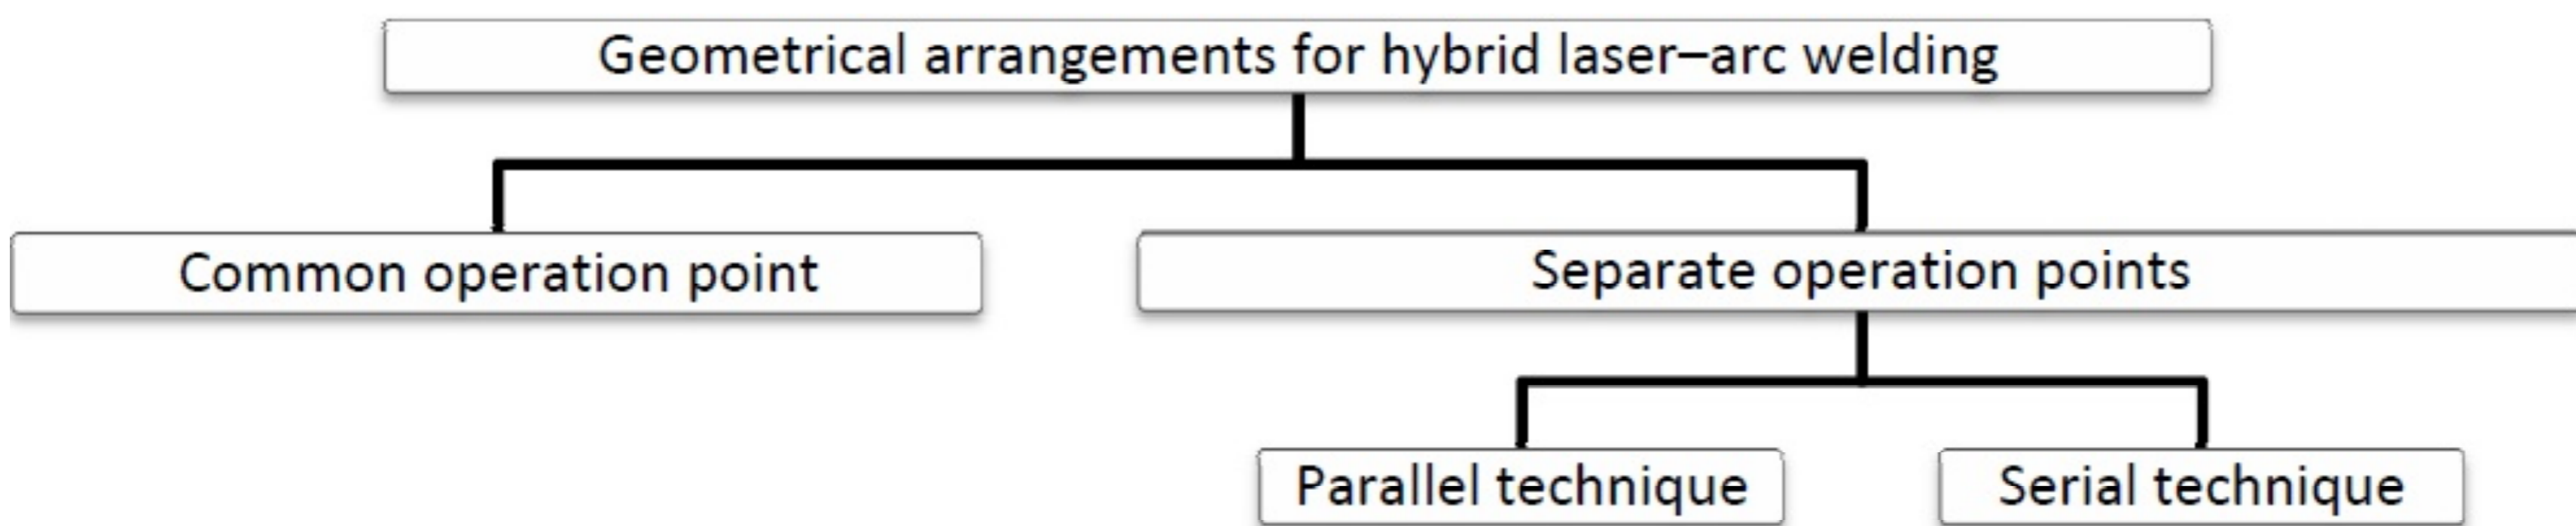 Geometrical arrangements for hybrid laser–arc welding
Common operation point
Separate operation points
Parallel technique
Serial technique